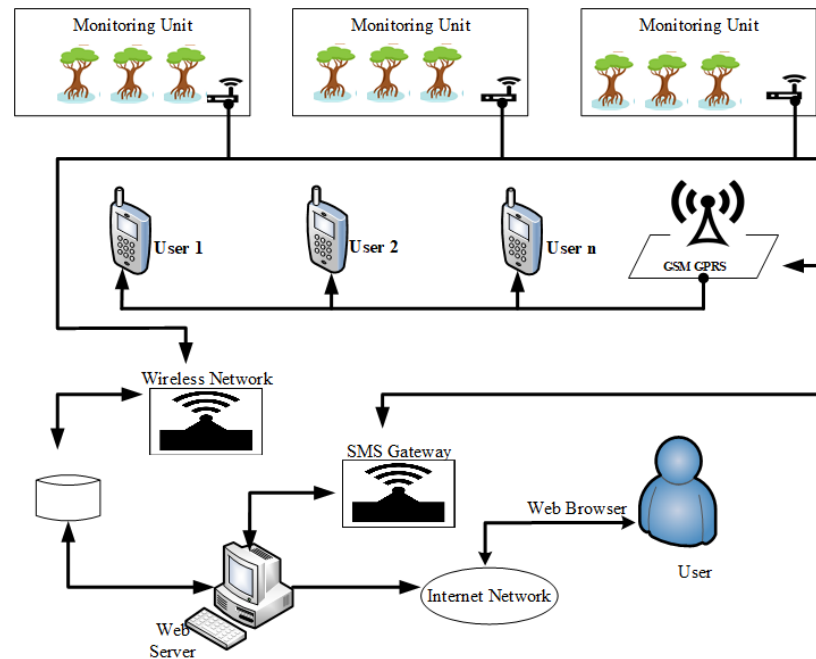 Monitoring Unit
Monitoring Unit
Monitoring Unit
User 1
User 2
User n
GSM GPRS
Wireless Network
SMS Gateway
Web Browser
User
Internet Network
Web
Server